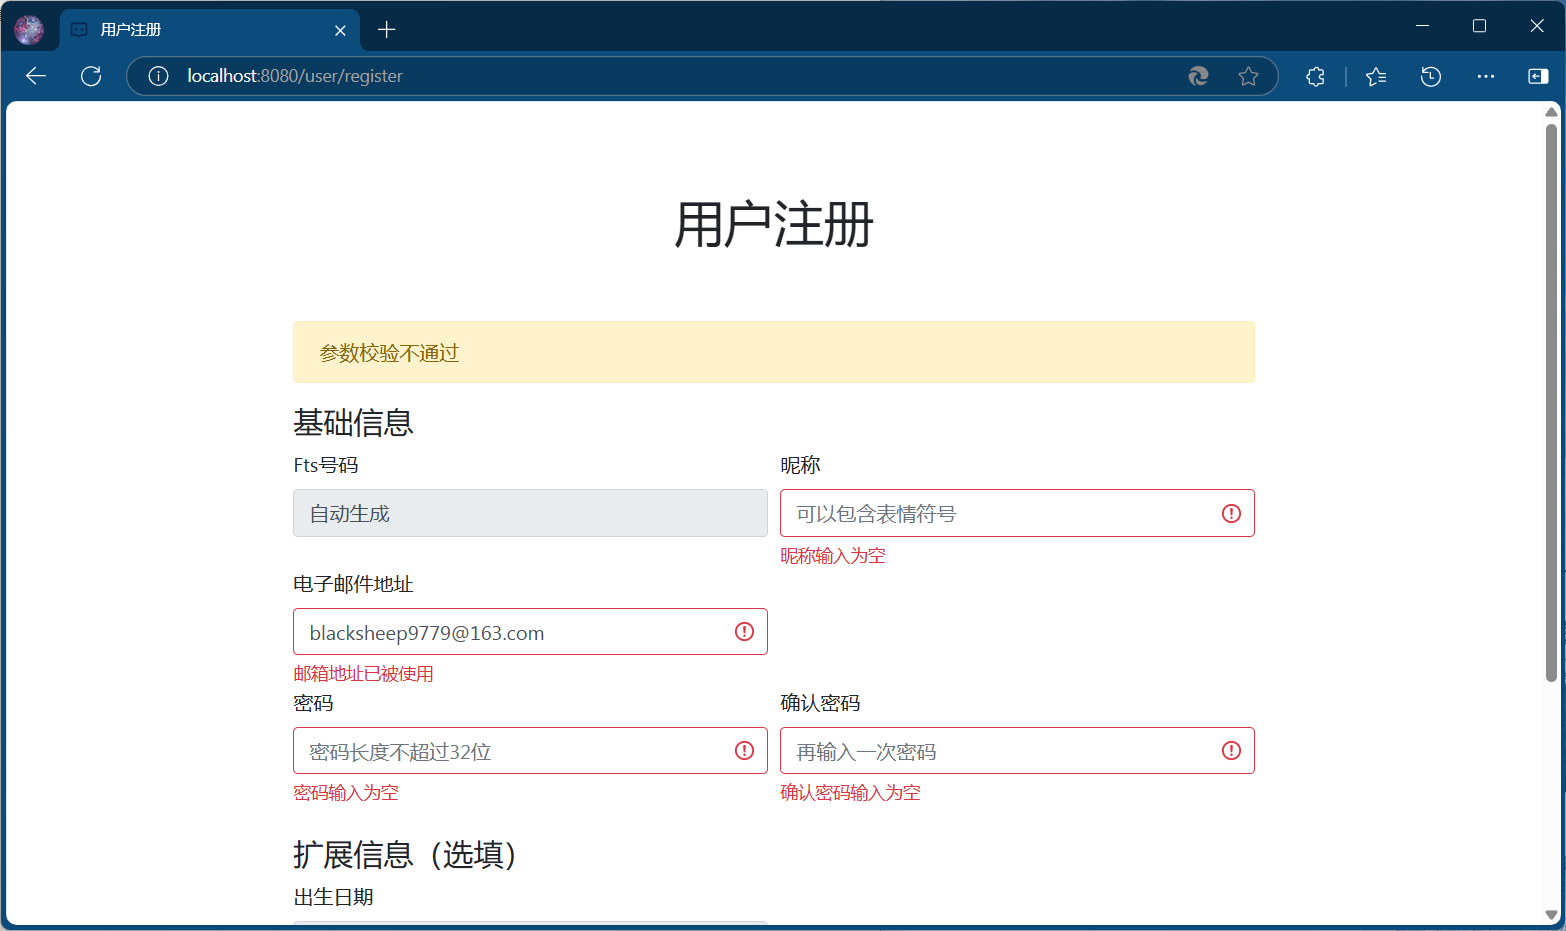 用户注册
localhost:8080/user/register
用户注册
参数校验不通过
基础信息
Fts号码
昵称
自动生成
可以包含表情符号
昵称输入为空
电子邮件地址
blacksheep9779@163.com
邮箱地址已被使用
密码
确认密码
密码长度不超过32位
再输入一次密码
密码输入为空
确认密码输入为空
扩展信息（选填）
出生日期